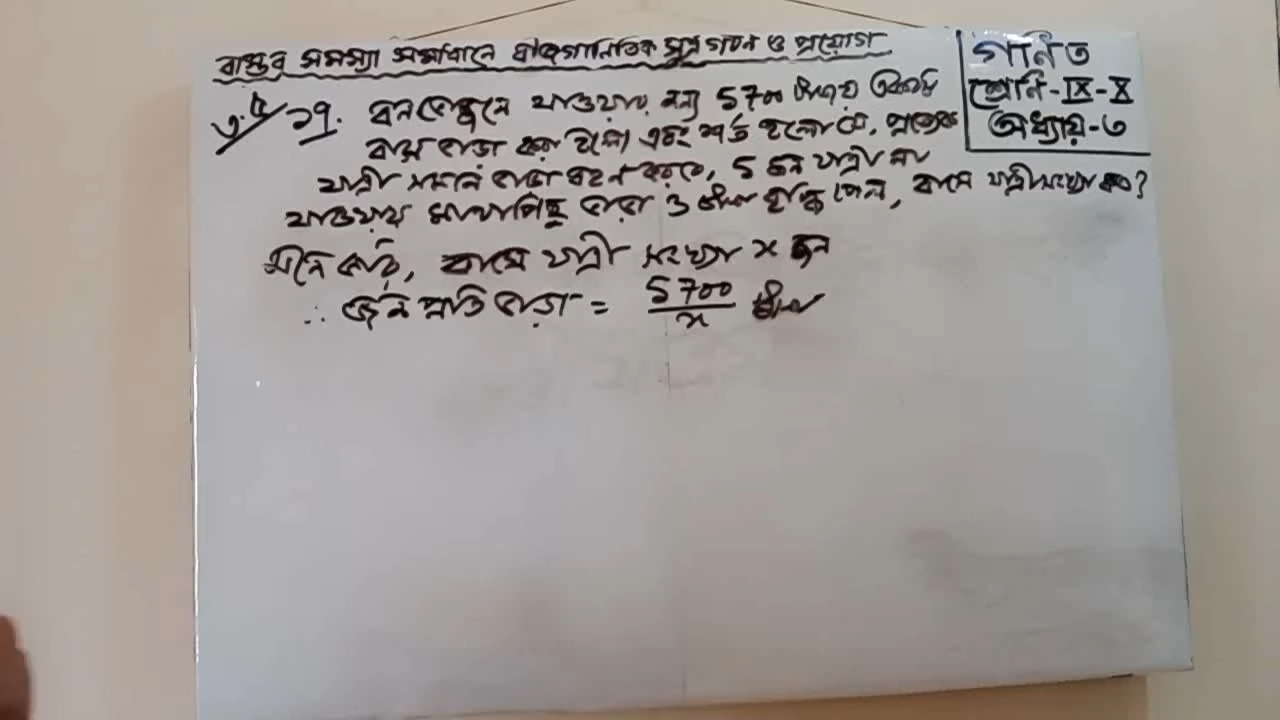 বাস্তব সমস্যা সমাধানে বীজগাণিতিক সূত্র গঠন ও প্রয়োগ
গণিত
শ্রেণি-IX-X
অধ্যায়-৩
৩.৫/১৭. বনভোজনে যাওয়ার জন্য 5700 টাকায় একটি
বাস ভাড়া করা হলো এবং শর্ত হলো যে, প্রত্যেক
যাত্রী সমান ভাড়া বহন করবে, 5 জন যাত্রী না
যাওয়ায় মাথাপিছু ভাড়া ৩ টাকা বৃদ্ধি পেল, বাসে যাত্রী সংখ্যা কত?
মনে করি, বাসে যাত্রী সংখ্যা x জন
∴ জন প্রতি ভাড়া = 5700/x টাকা